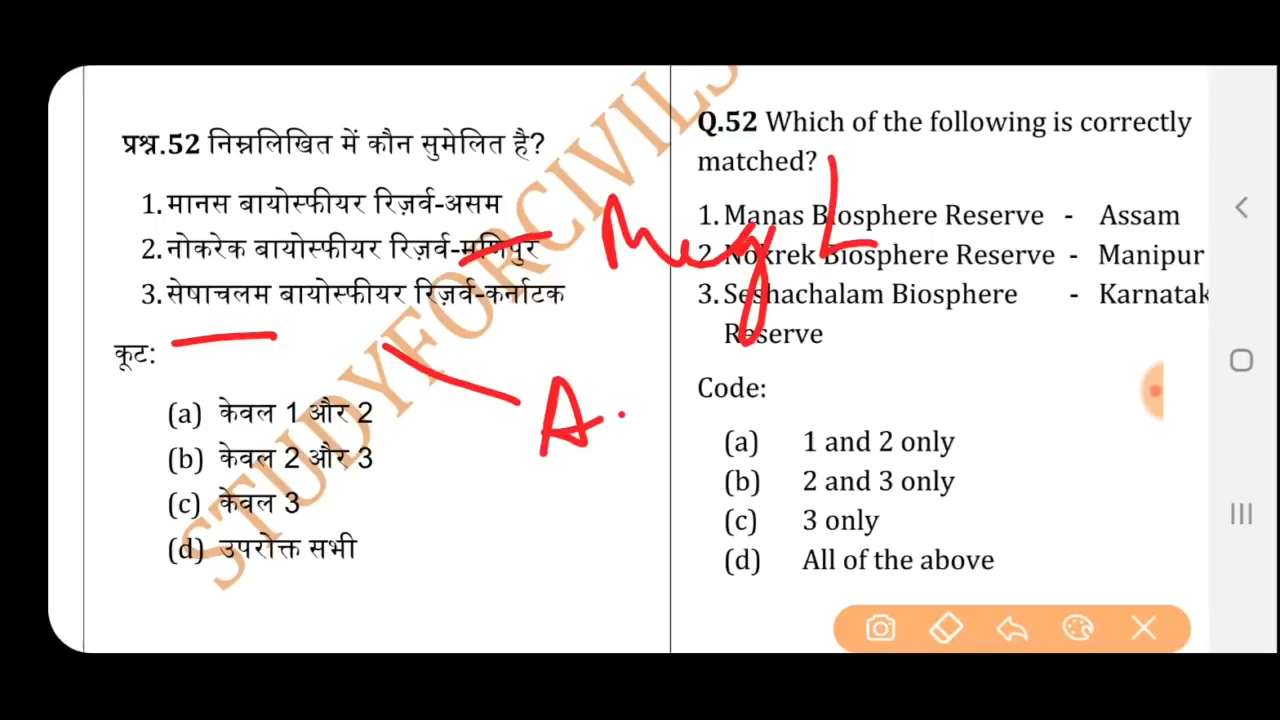 प्रश्न.52 निम्नलिखित में कौन सुमेलित है?
1. मानस बायोस्फीयर रिज़र्व-असम
2. नोकरेक बायोस्फीयर रिज़र्व-मणिपुर
3. सेषाचलम बायोस्फीयर रिज़र्व-कर्नाटक
कूट:
(a) केवल 1 और 2
(b) केवल 2 और 3
(c) केवल 3
(d) उपरोक्त सभी
STUDYFORCIVILS
Meg L
A.
Q.52 Which of the following is correctly
matched?
1. Manas Biosphere Reserve - Assam
2. Nokrek Biosphere Reserve - Manipur
3. Seshachalam Biosphere - Karnatak
Reserve
Code:
(a) 1 and 2 only
(b) 2 and 3 only
(c) 3 only
(d) All of the above